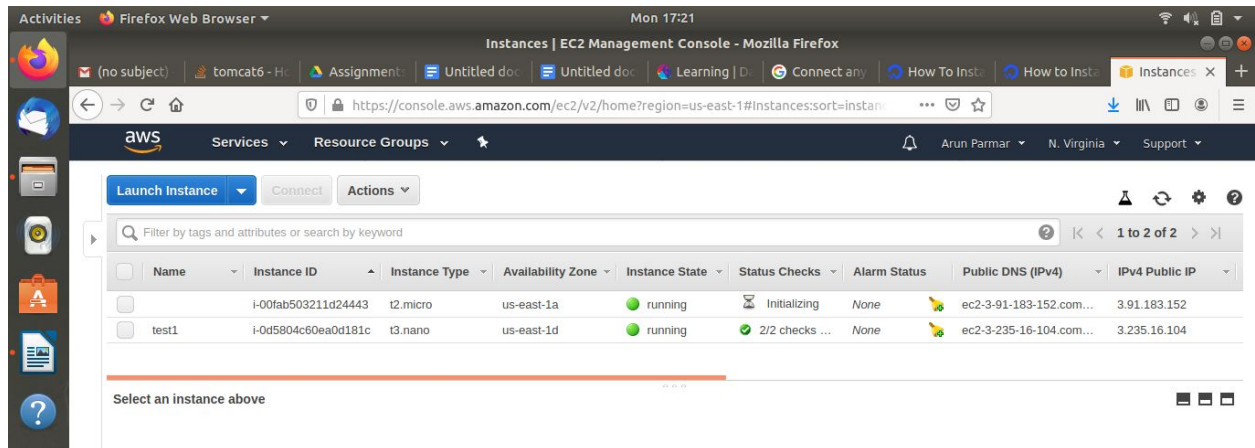 Activities Firefox Web Browser Mon 17:21
Instances | EC2 Management Console - Mozilla Firefox
(no subject) tomcat6 - Ho Assignment Untitled doc Untitled doc Learning | D Connect any How To Insta How to Insta Instances
https://console.aws.amazon.com/ec2/v2/home?region=us-east-1#Instances:sort=instan
aws Services Resource Groups Arun Parmar N. Virginia Support
Launch Instance Connect Actions
Filter by tags and attributes or search by keyword 1 to 2 of 2
Name Instance ID Instance Type Availability Zone Instance State Status Checks Alarm Status Public DNS (IPv4) IPv4 Public IP
i-00fab503211d24443 t2.micro us-east-1a running Initializing None ec2-3-91-183-152.com... 3.91.183.152
test1 i-0d5804c60ea0d181c t3.nano us-east-1d running 2/2 checks ... None ec2-3-235-16-104.com... 3.235.16.104
Select an instance above